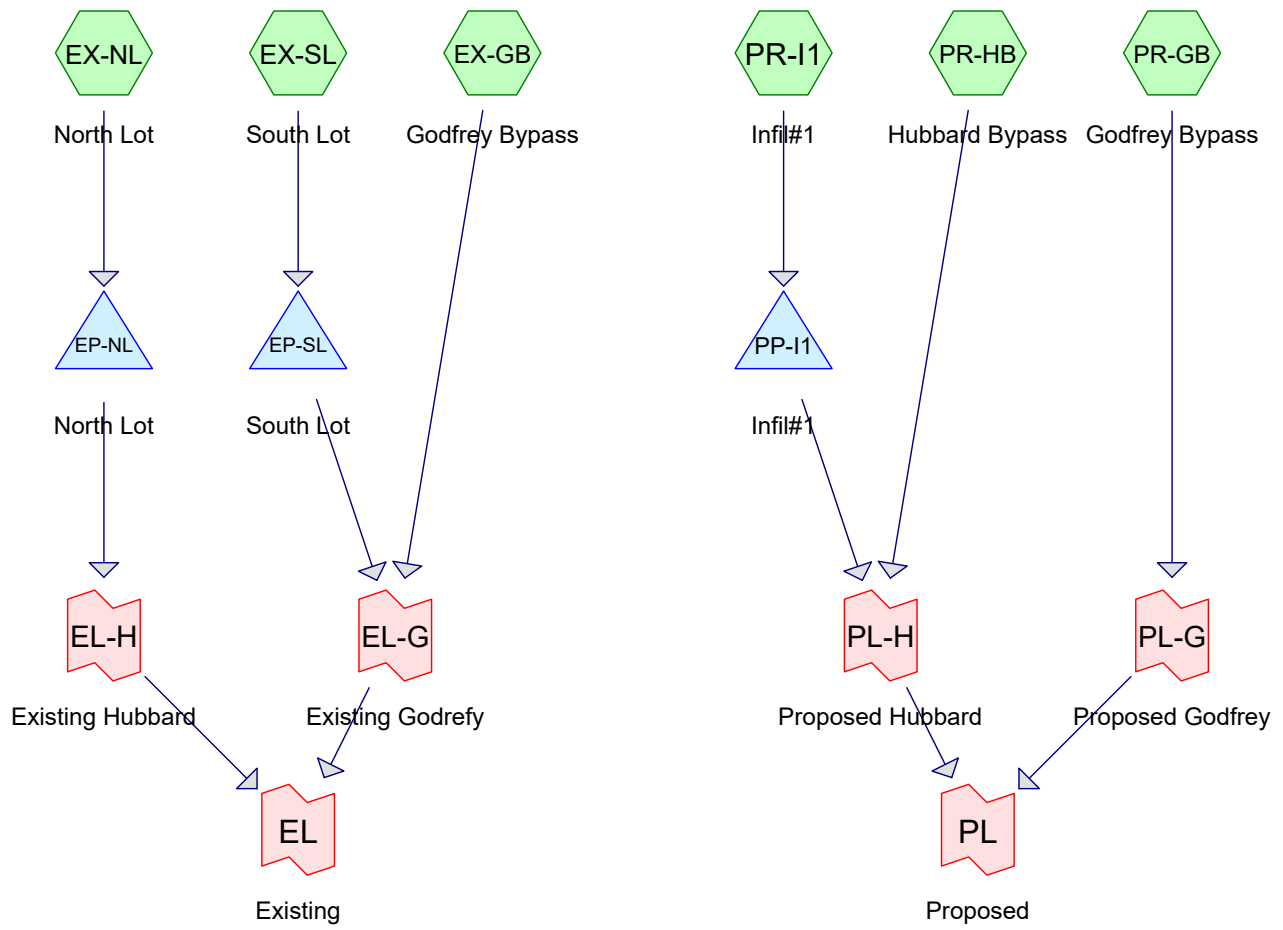 EX-NL
EX-SL
EX-GB
PR-I1
PR-HB
PR-GB
North Lot
South Lot
Godfrey Bypass
Infil#1
Hubbard Bypass
Godfrey Bypass
EP-NL
EP-SL
PP-I1
North Lot
South Lot
Infil#1
EL-H
EL-G
PL-H
PL-G
Existing Hubbard
Existing Godrefy
Proposed Hubbard
Proposed Godfrey
EL
PL
Existing
Proposed